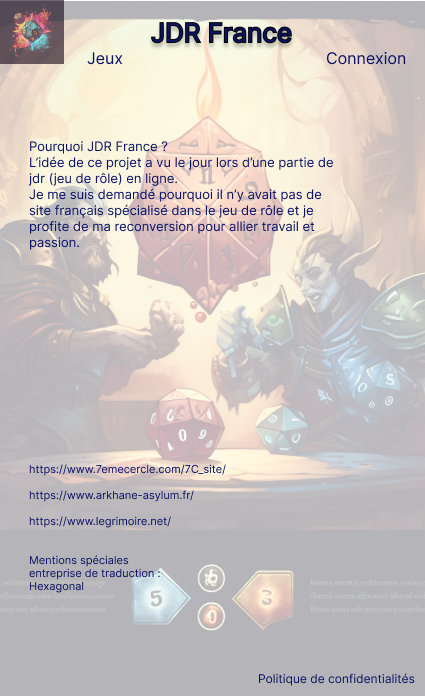 JDR France
Jeux
Connexion
Pourquoi JDR France ?
L'idée de ce projet a vu le jour lors d'une partie de
jdr (jeu de rôle) en ligne.
Je me suis demandé pourquoi il n'y avait pas de
site français spécialisé dans le jeu de rôle et je
profite de ma reconversion pour allier travail et
passion.
https://www.7emecercle.com/7C_site/
https://www.arkhane-asylum.fr/
https://www.legrimoire.net/
Mentions spéciales
entreprise de traduction :
Hexagonal
5
3
Politique de confidentialités